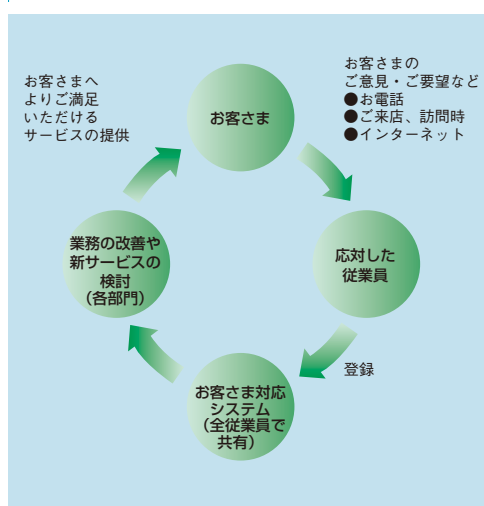 お客さまへ
よりご満足
いただける
サービスの提供
お客さまの
ご意見・ご要望など
●お電話
●ご来店、訪問時
●インターネット
お客さま
応対した
従業員
登録
お客さま対応
システム
（全従業員で
共有）
業務の改善や
新サービスの
検討
（各部門）